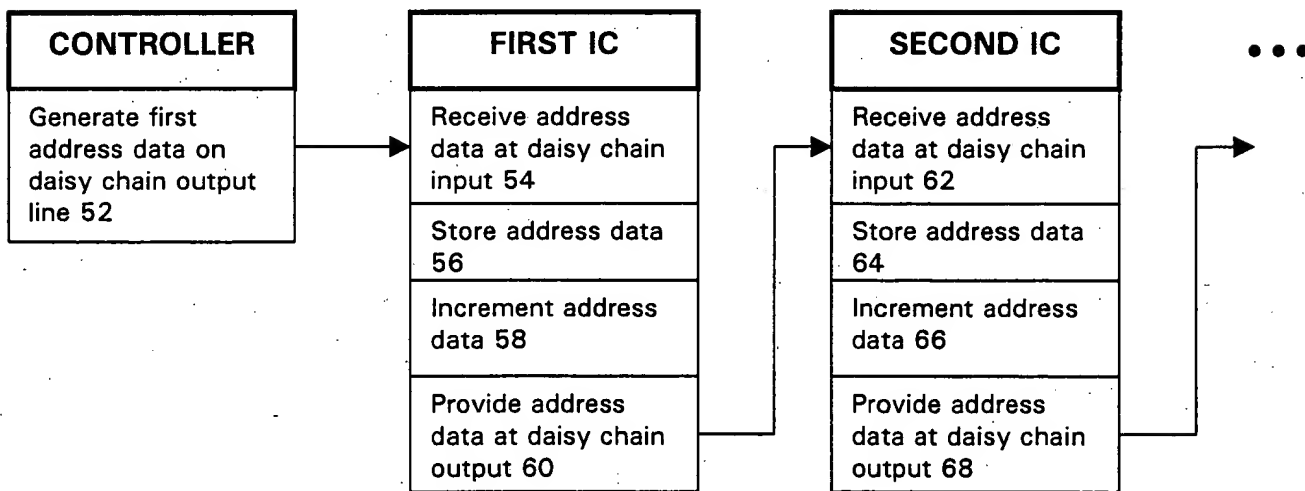 CONTROLLER
Generate first
address data on
daisy chain output
line 52
FIRST IC
Receive address
data at daisy chain
input 54
Store address data
56
Increment address
data 58
Provide address
data at daisy chain
output 60
SECOND IC
Receive address
data at daisy chain
input 62
Store address data
64
Increment address
data 66
Provide address
data at daisy chain
output 68
• • •